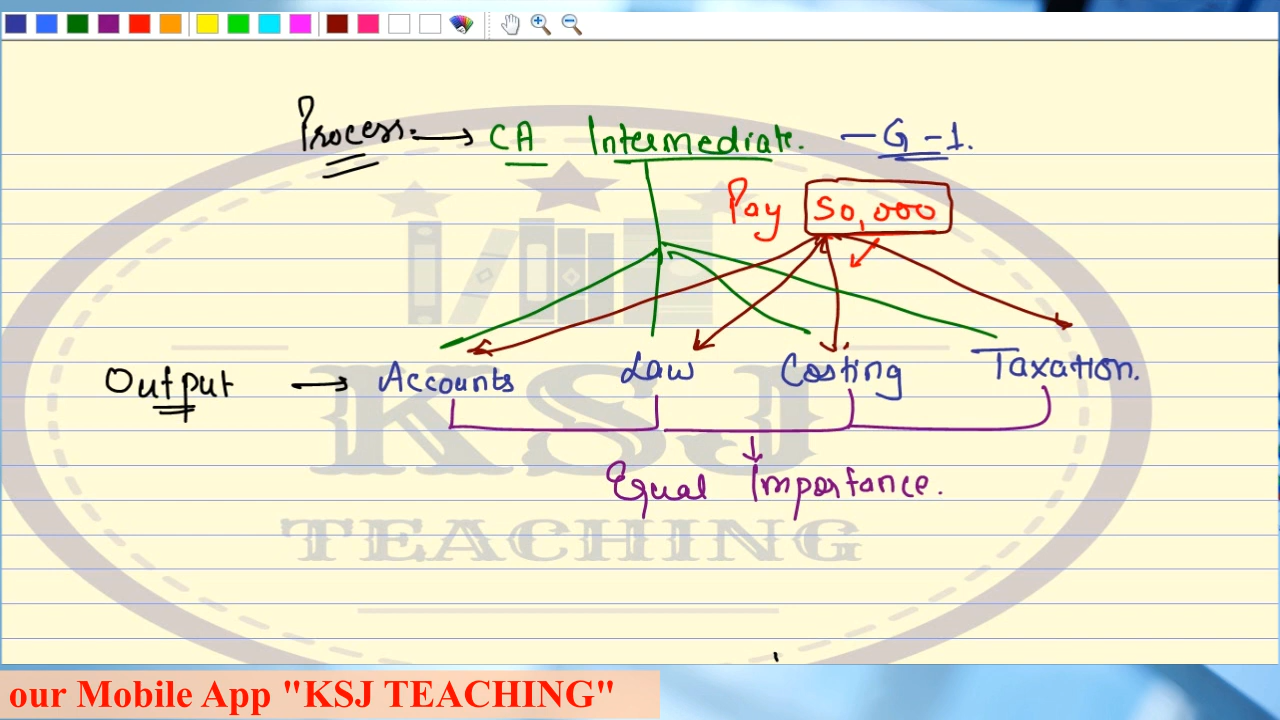 Process. → CA Intermediate. - G-1.
Pay 50,000
Output → Accounts Law Costing Taxation.
Equal Importance.
KSJ
TEACHING
our Mobile App "KSJ TEACHING"